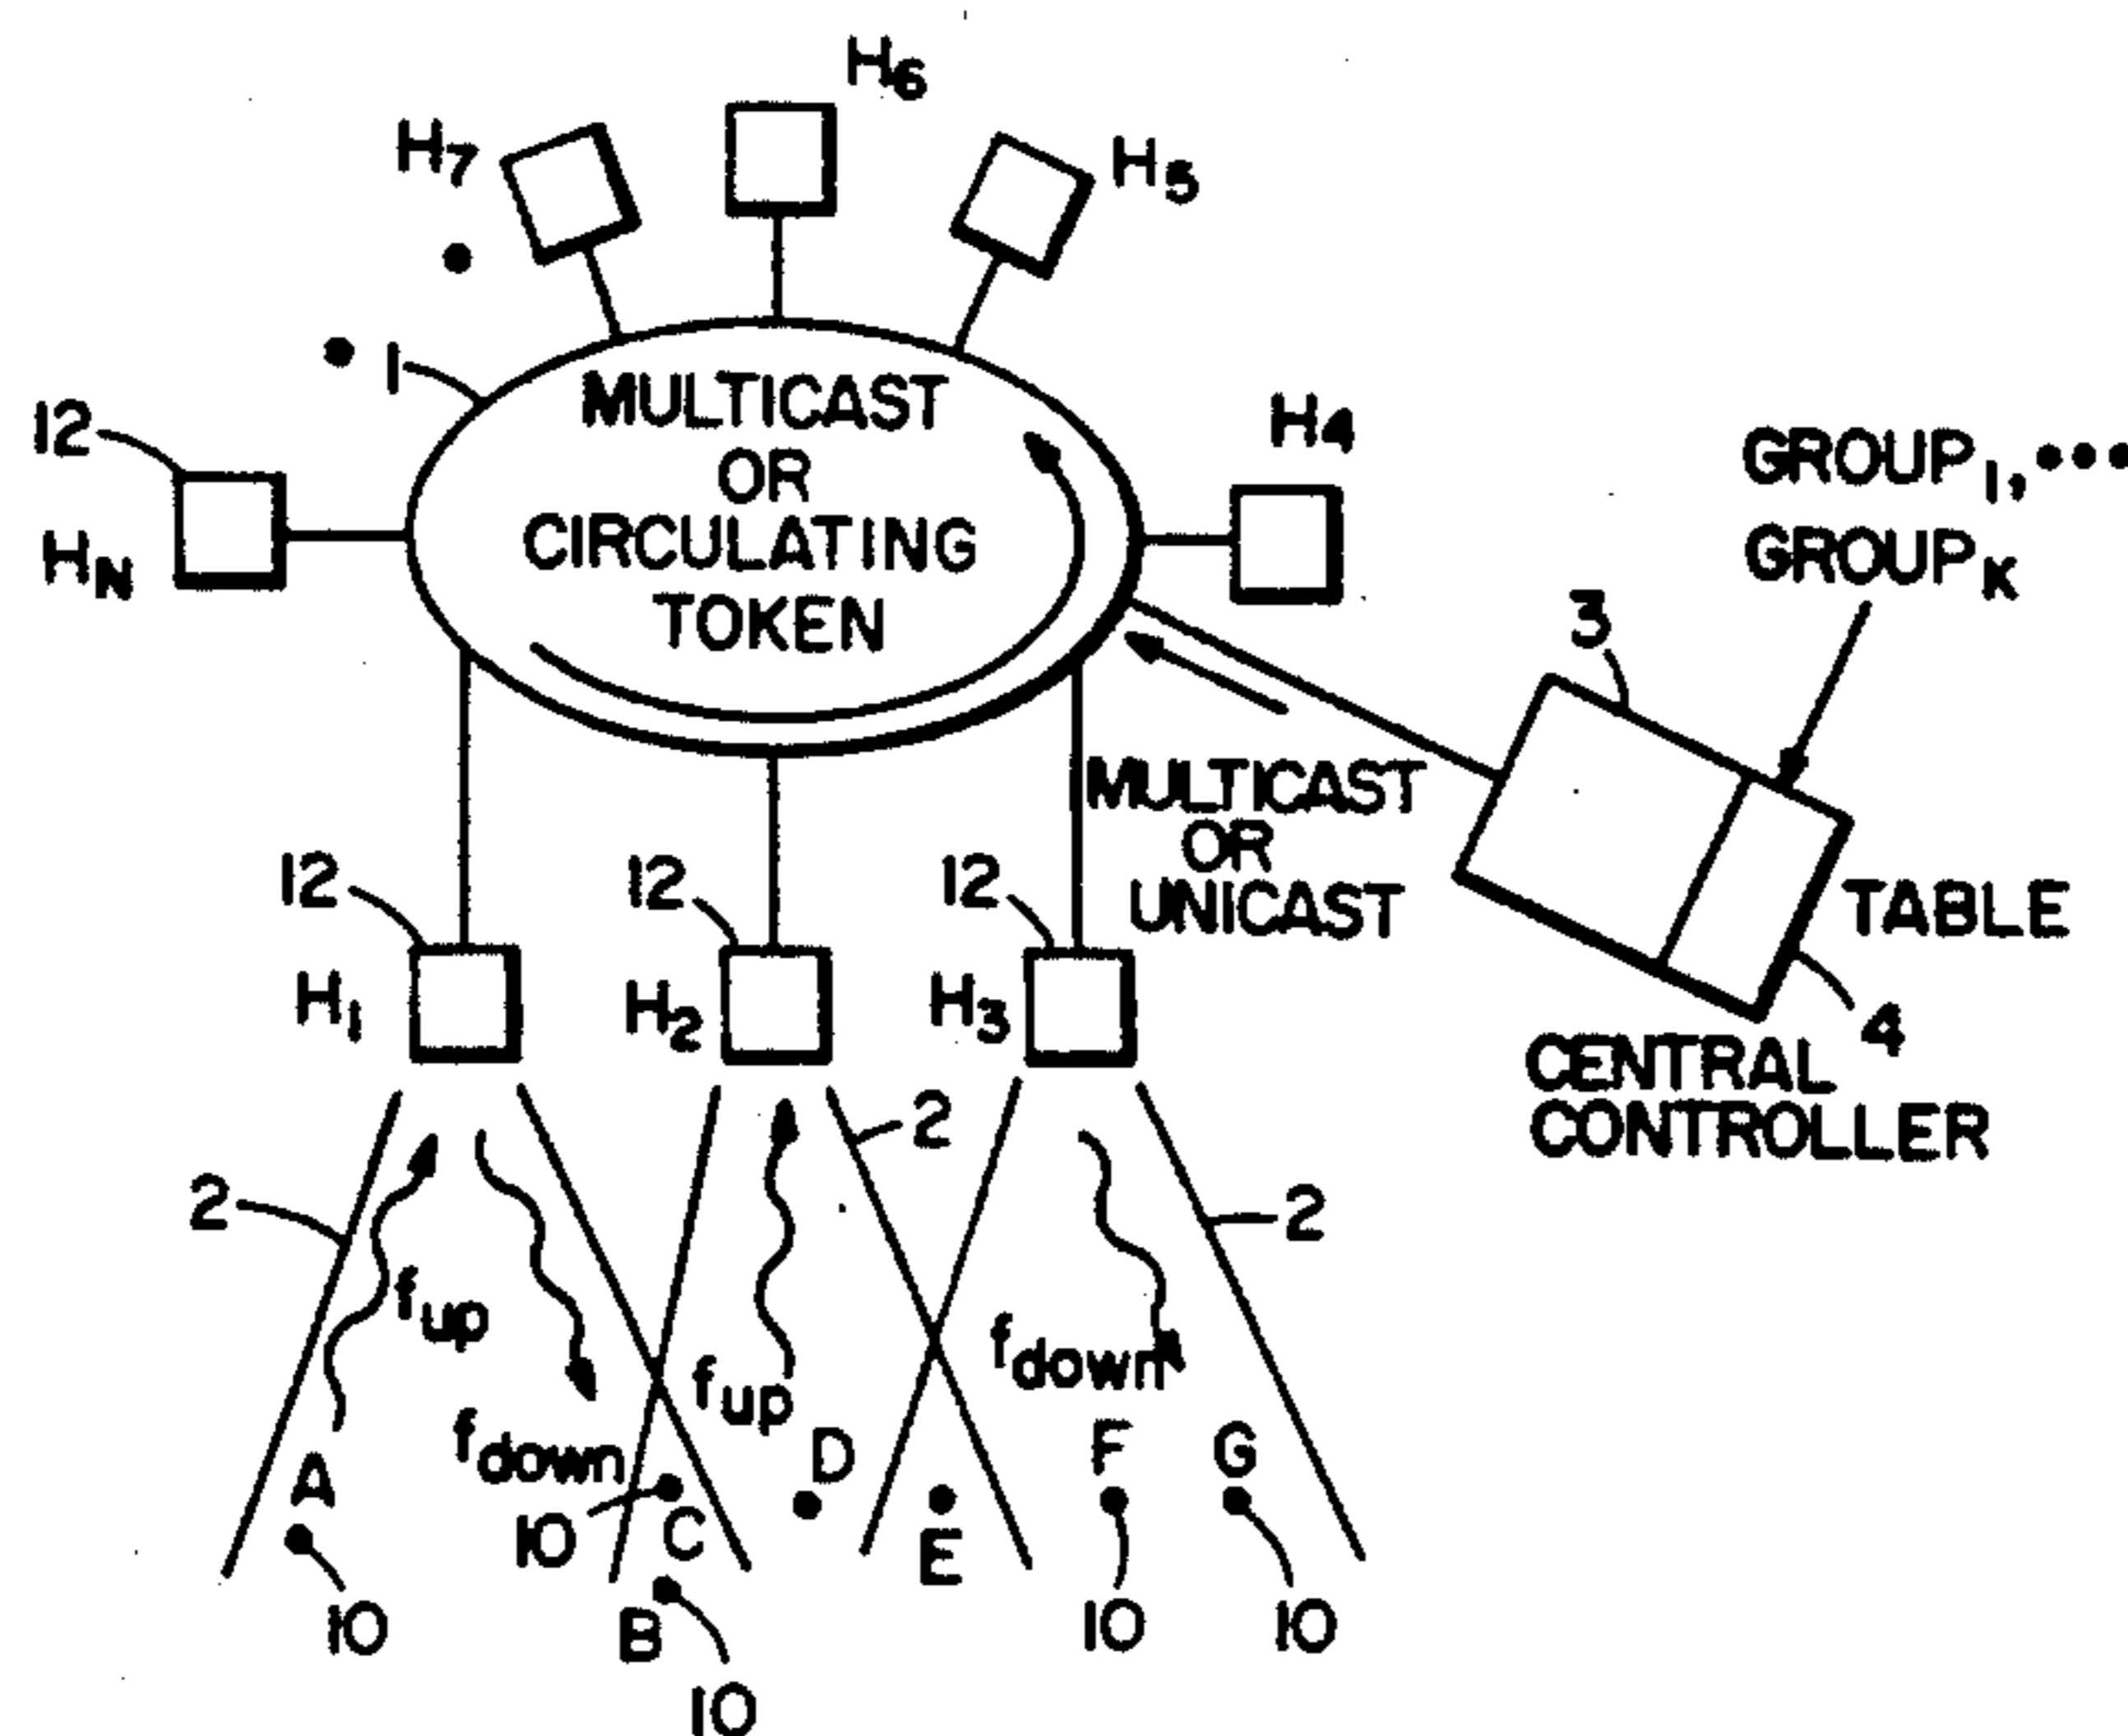 H6
H7
H5
1
MULTICAST
OR
CIRCULATING
TOKEN
12
HN
H4
GROUP1,•••
GROUPK
3
MULTICAST
OR
UNICAST
TABLE
4
CENTRAL
CONTROLLER
12
H1
12
H2
12
H3
2
2
2
fup
fdown
fup
fdown
A
10
10
C
B
10
D
E
F
10
G
10